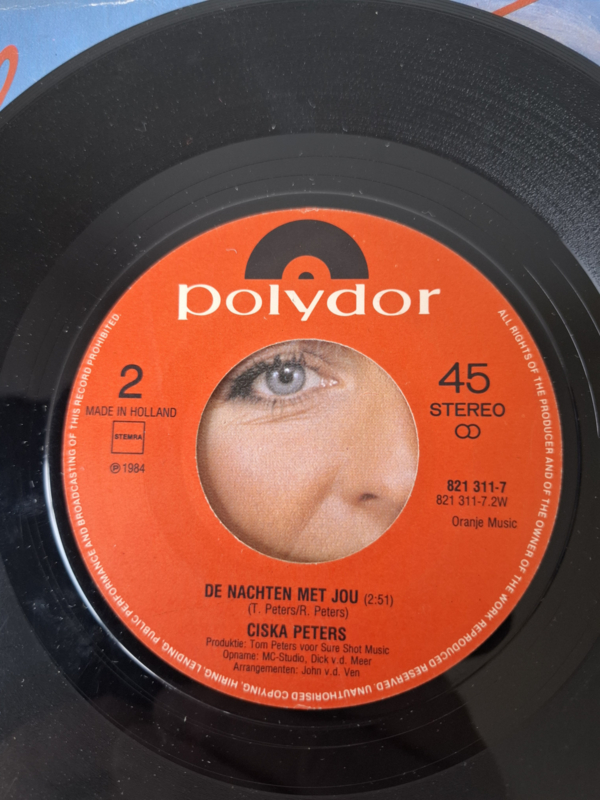 polydor
2
MADE IN HOLLAND
STEMRA
℗ 1984
45
STEREO
821 311-7
821 311-7.2W
Oranje Music
DE NACHTEN MET JOU (2:51)
(T. Peters/R. Peters)
CISKA PETERS
Produktie: Tom Peters voor Sure Shot Music
Opname: MC-Studio, Dick v.d. Meer
Arrangementen: John v.d. Ven
ALL RIGHTS OF THE PRODUCER AND OF THE OWNER OF THE WORK REPRODUCED RESERVED. UNAUTHORISED COPYING, HIRING, LENDING, PUBLIC PERFORMANCE AND BROADCASTING OF THIS RECORD PROHIBITED.